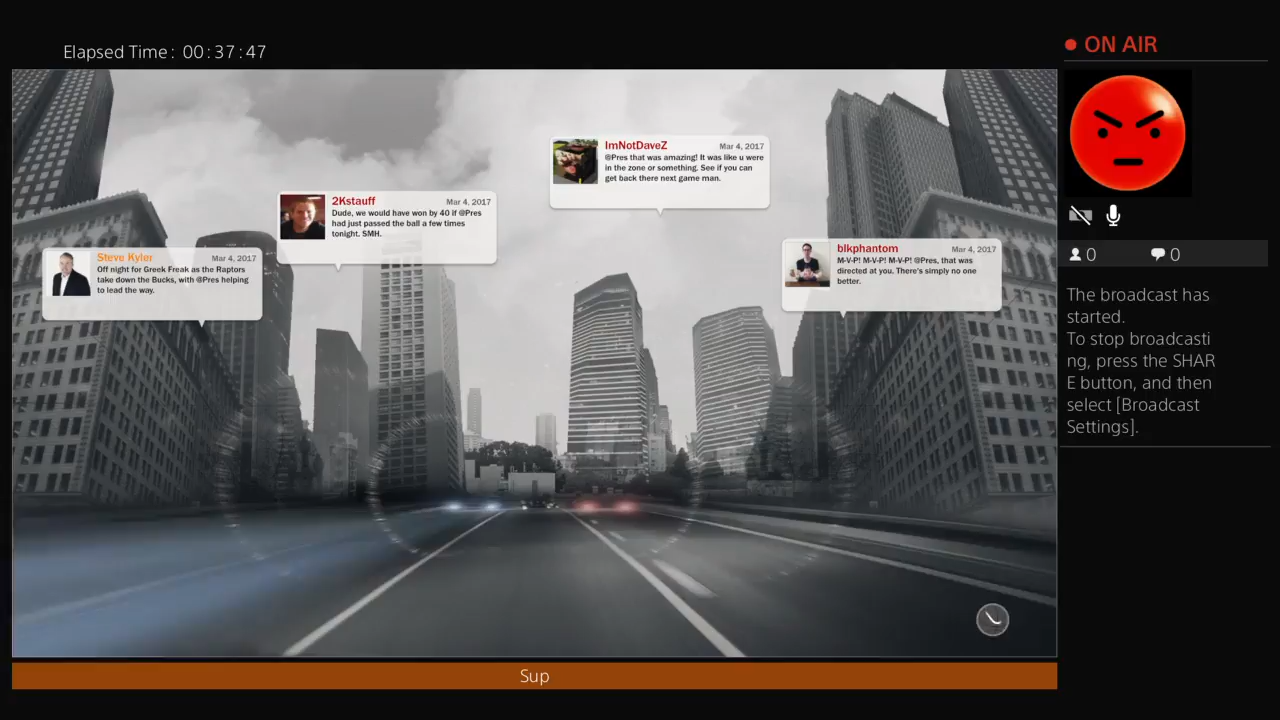 Elapsed Time: 00:37:47
ON AIR
ImNotDaveZ Mar 4, 2017
@Pres that was amazing! It was like u were
in the zone or something. See if you can
get back there next game man.
2Kstauff Mar 4, 2017
Dude, we would have won by 40 if @Pres
had just passed the ball a few times
tonight. SMH.
Steve Kyler Mar 4, 2017
Off night for Greek Freak as the Raptors
take down the Bucks, with @Pres helping
to lead the way.
blkphantom Mar 4, 2017
M-V-P! M-V-P! M-V-P! @Pres, that was
directed at you. There's simply no one
better.
0 0
The broadcast has
started.
To stop broadcasti
ng, press the SHAR
E button, and then
select [Broadcast
Settings].
Sup